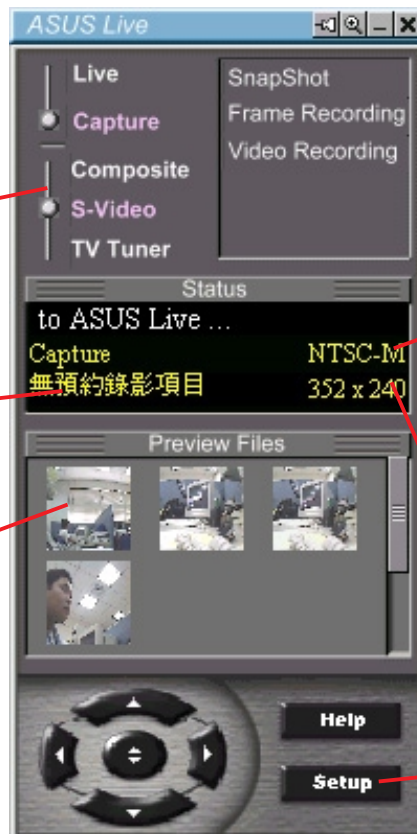 ASUS Live
Live
Capture
Composite
S-Video
TV Tuner
SnapShot
Frame Recording
Video Recording
Status
to ASUS Live ...
Capture NTSC-M
無預約錄影項目 352 x 240
Preview Files
Help
Setup